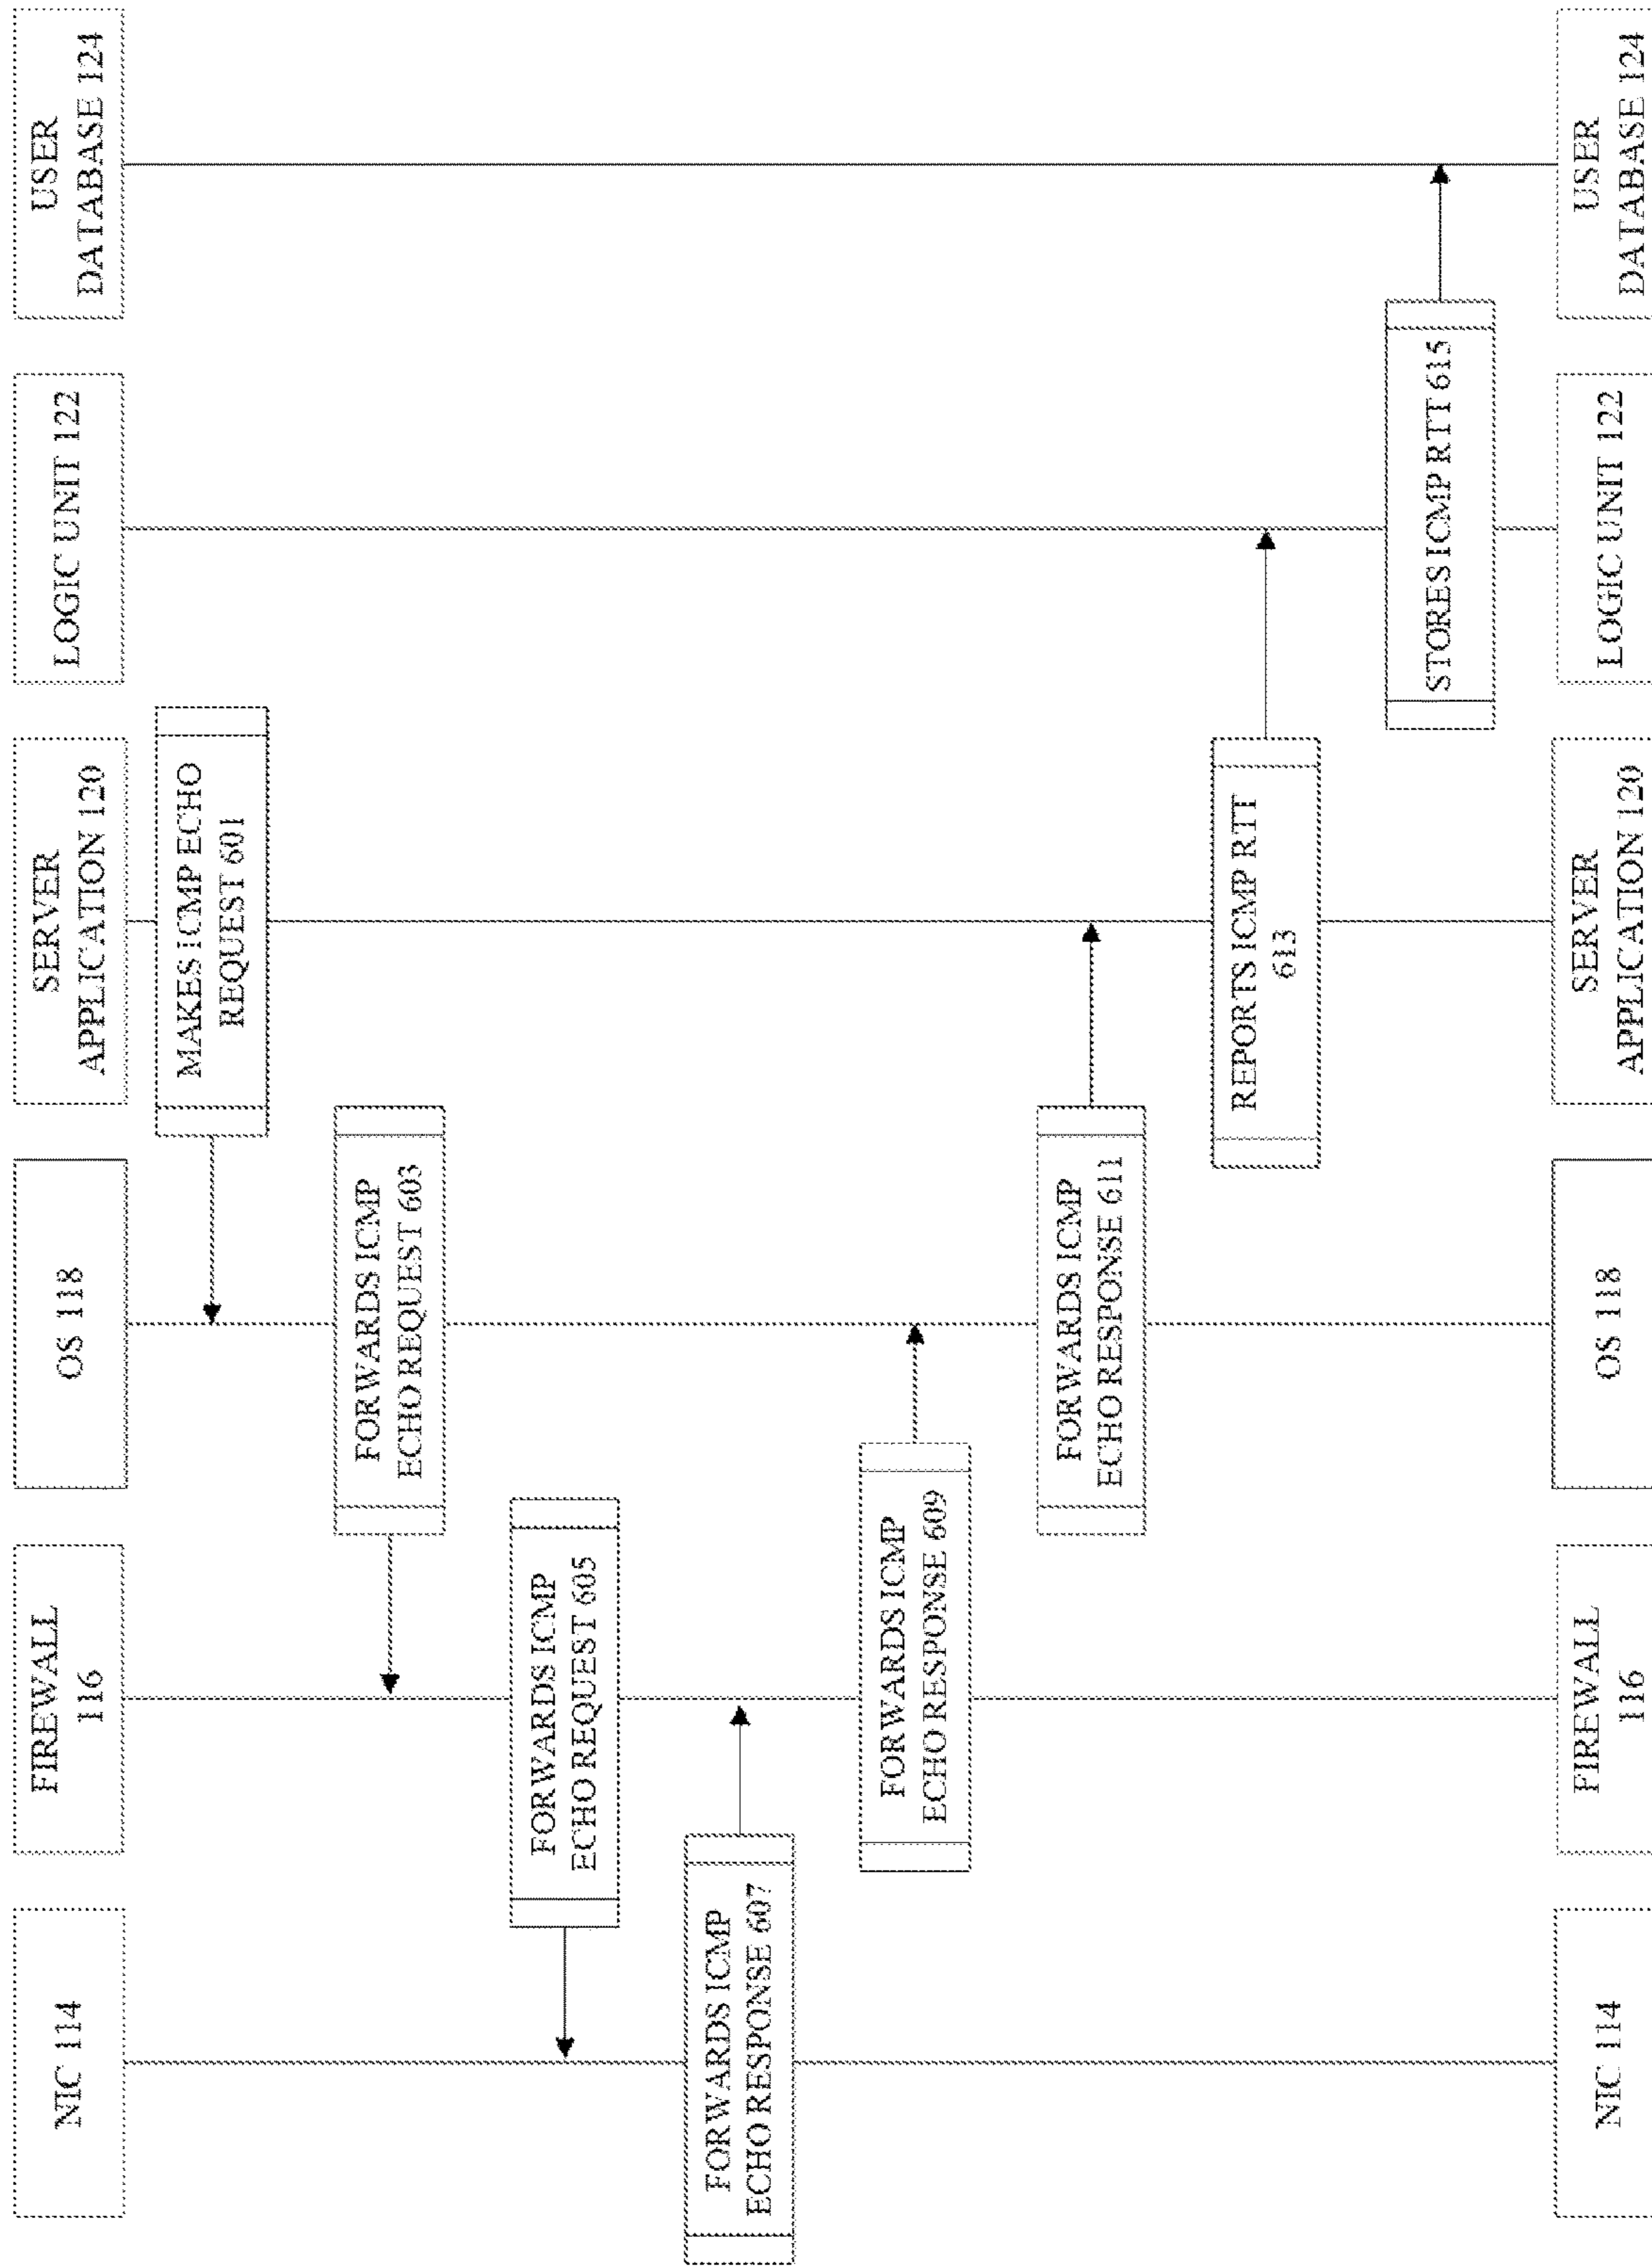 NIC 114
FIREWALL
116
OS 118
SERVER
APPLICATION 120
LOGIC UNIT 122
USER
DATABASE 124
MAKES ICMP ECHO
REQUEST 601
FORWARDS ICMP
ECHO REQUEST 603
FORWARDS ICMP
ECHO REQUEST 605
FORWARDS ICMP
ECHO RESPONSE 607
FORWARDS ICMP
ECHO RESPONSE 609
FORWARDS ICMP
ECHO RESPONSE 611
REPORTS ICMP RTT
613
STORES ICMP RTT 615
NIC 114
FIREWALL
116
OS 118
SERVER
APPLICATION 120
LOGIC UNIT 122
USER
DATABASE 124